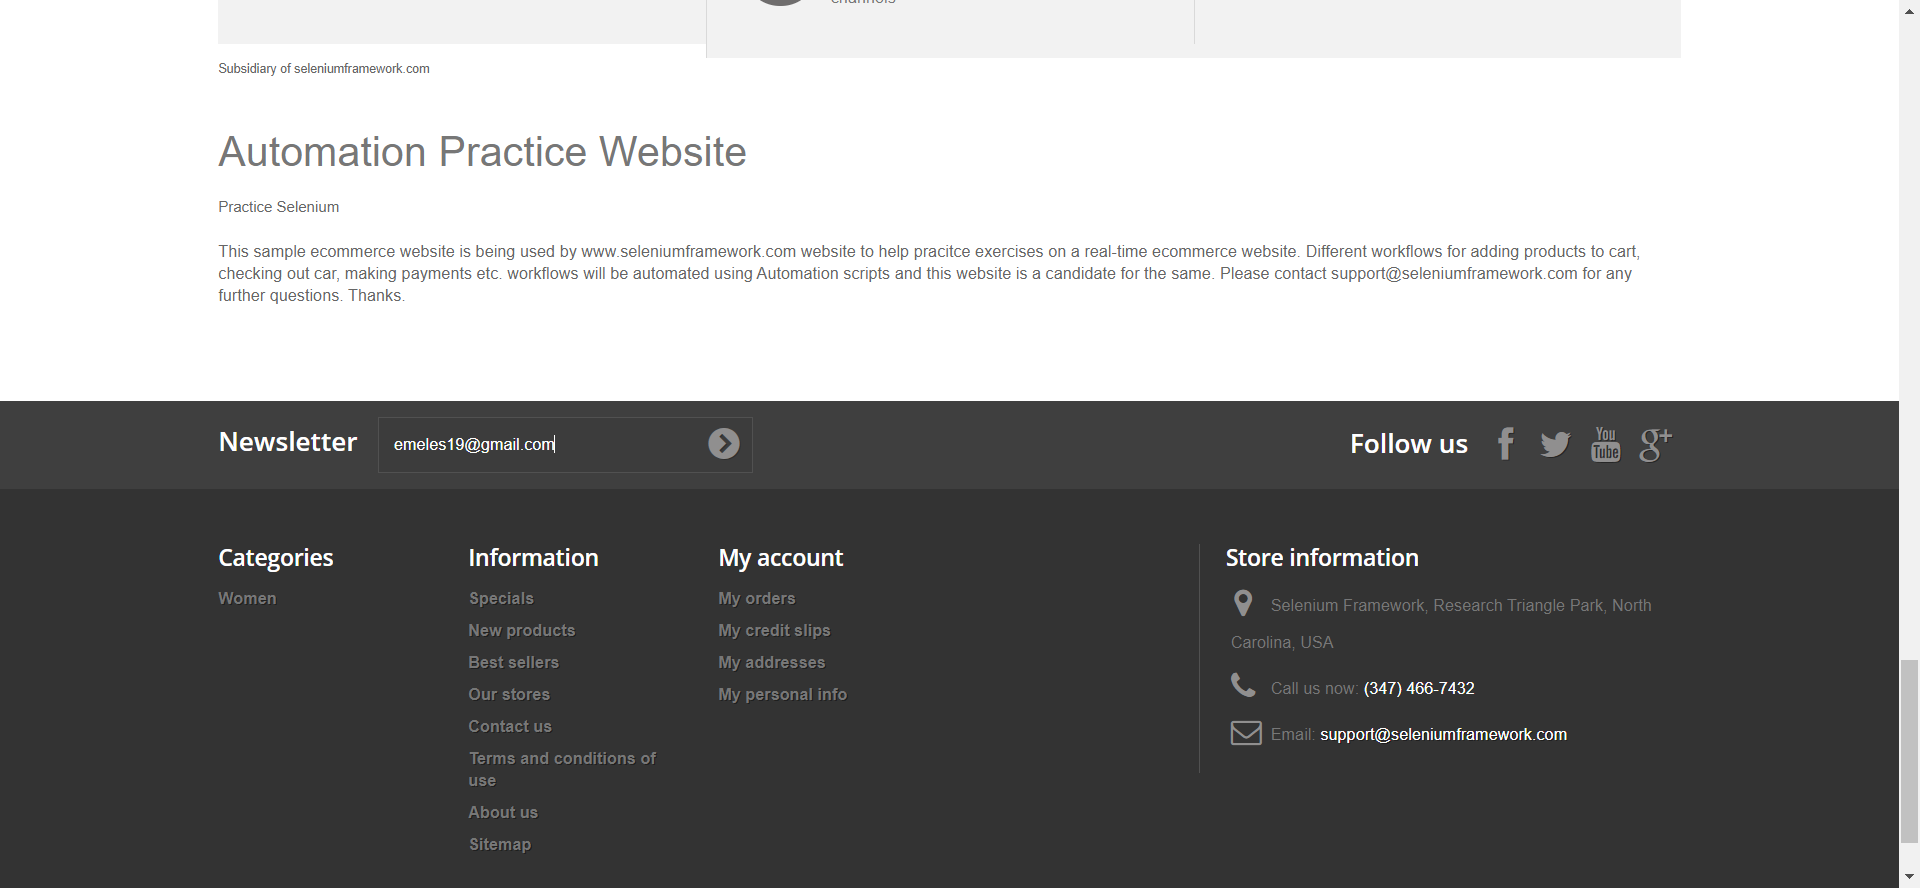 channels
Subsidiary of seleniumframework.com
Automation Practice Website
Practice Selenium
This sample ecommerce website is being used by www.seleniumframework.com website to help pracitce exercises on a real-time ecommerce website. Different workflows for adding products to cart,
checking out car, making payments etc. workflows will be automated using Automation scripts and this website is a candidate for the same. Please contact support@seleniumframework.com for any
further questions. Thanks.
Newsletter
emeles19@gmail.com
Follow us
You
Tube
g+
Categories
Women
Information
Specials
New products
Best sellers
Our stores
Contact us
Terms and conditions of
use
About us
Sitemap
My account
My orders
My credit slips
My addresses
My personal info
Store information
Selenium Framework, Research Triangle Park, North
Carolina, USA
Call us now: (347) 466-7432
Email: support@seleniumframework.com